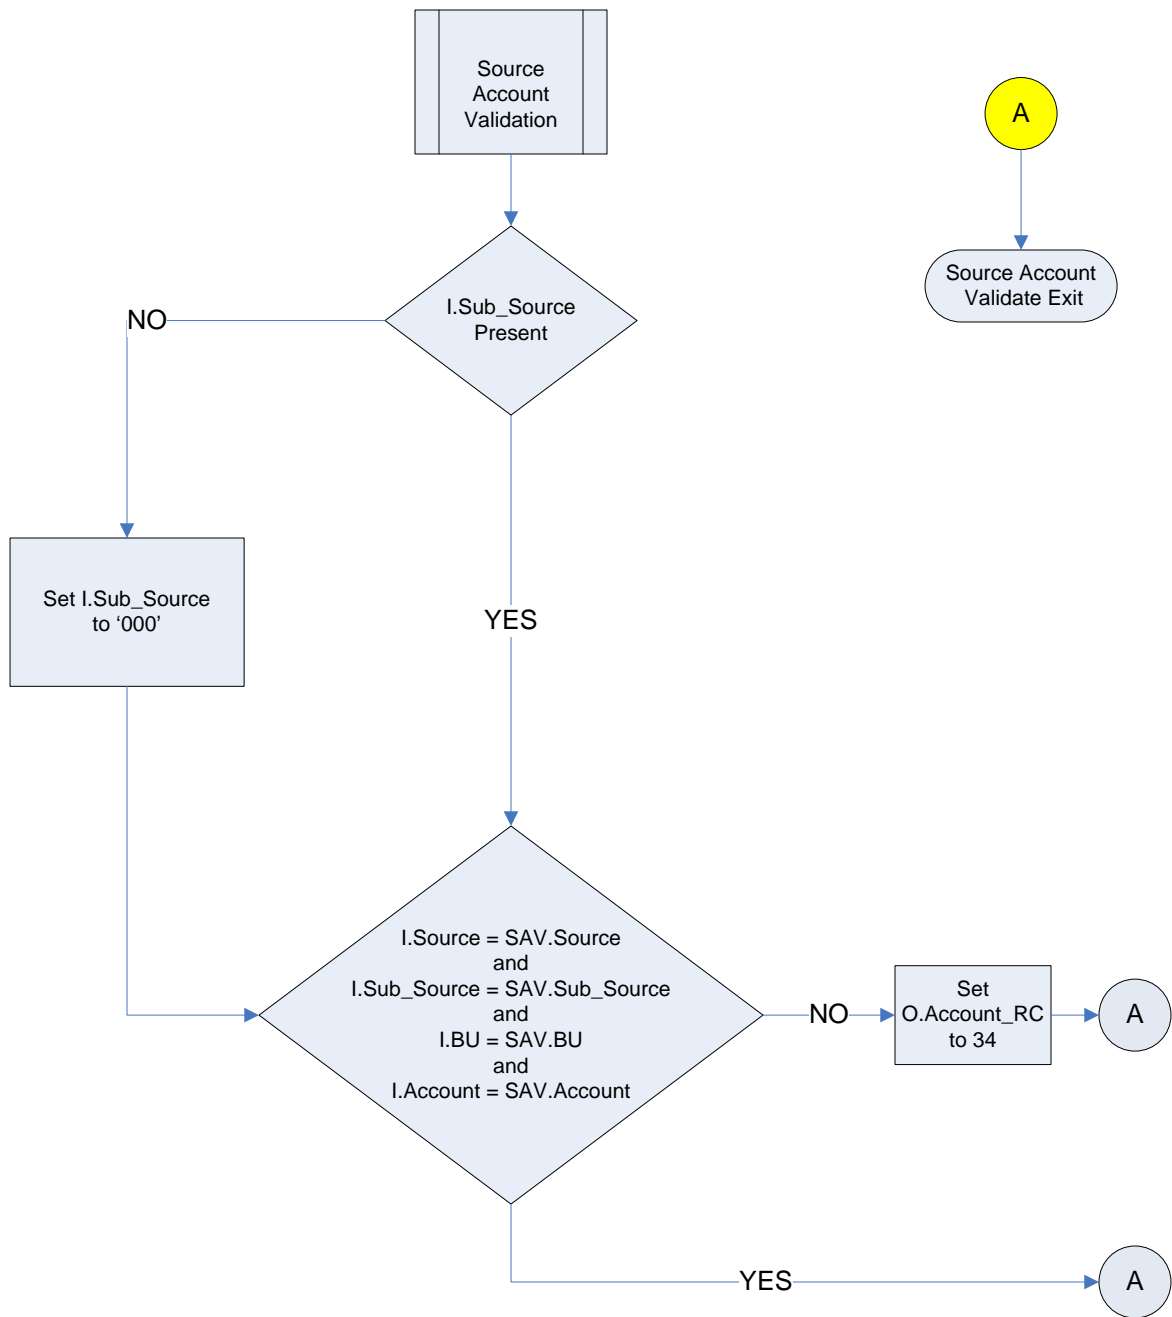 Source
Account
Validation
A
Source Account
Validate Exit
I.Sub_Source
Present
NO
Set I.Sub_Source
to ‘000’
YES
I.Source = SAV.Source
and
I.Sub_Source = SAV.Sub_Source
and
I.BU = SAV.BU
and
I.Account = SAV.Account
NO
Set
O.Account_RC
to 34
A
YES
A